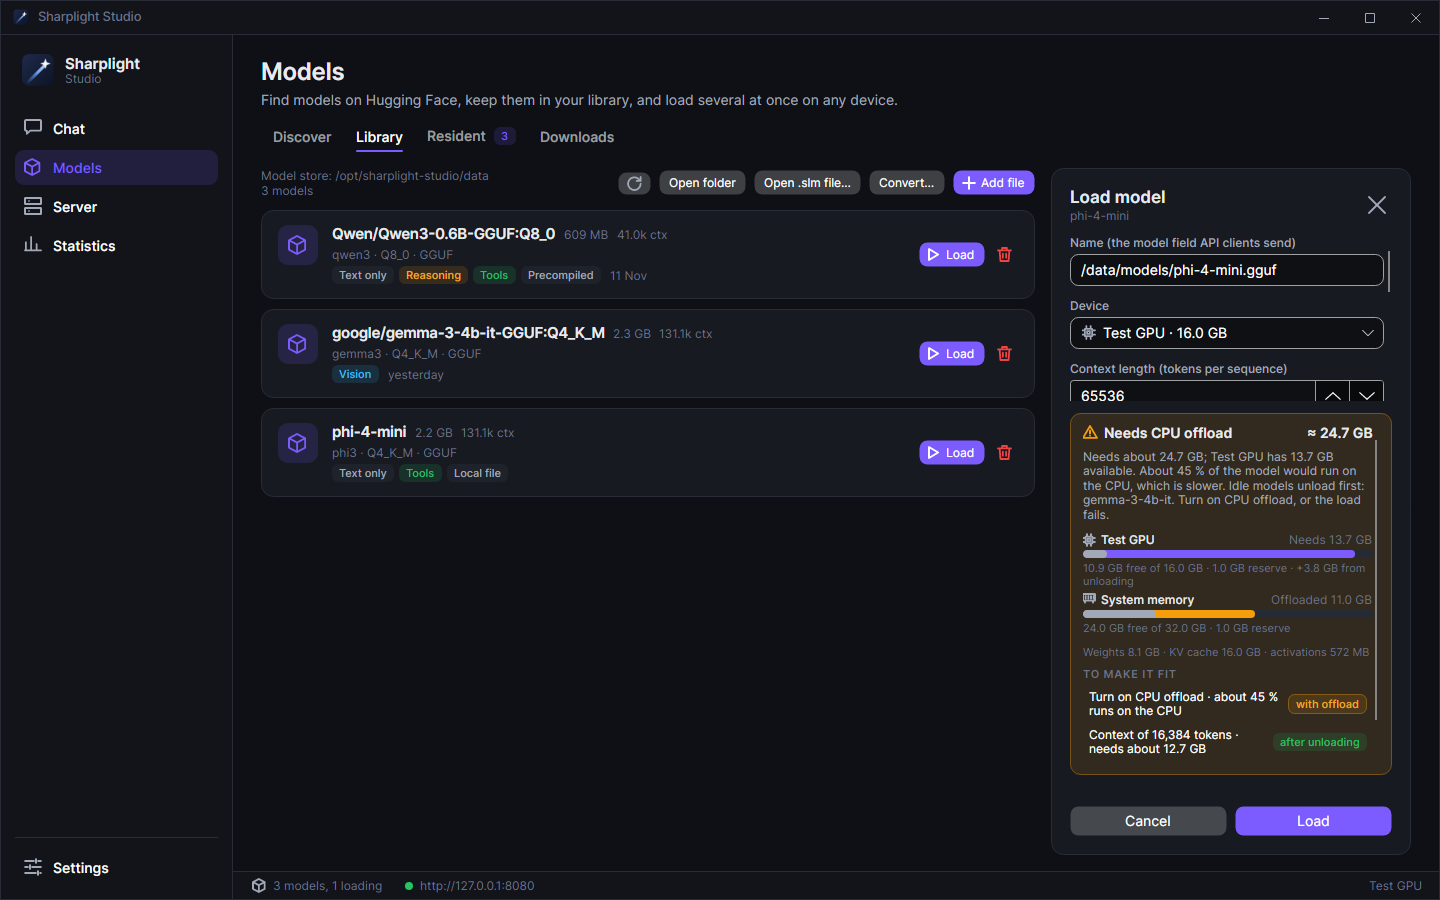 Sharplight Studio
Sharplight
Studio
Chat
Models
Server
Statistics
Settings
Models
Find models on Hugging Face, keep them in your library, and load several at once on any device.
Discover
Library
Resident 3
Downloads
Model store: /opt/sharplight-studio/data
3 models
Open folder
Open .slm file...
Convert...
Add file
Qwen/Qwen3-0.6B-GGUF:Q8_0 609 MB 41.0k ctx
qwen3 · Q8_0 · GGUF
Text only Reasoning Tools Precompiled 11 Nov
Load
google/gemma-3-4b-it-GGUF:Q4_K_M 2.3 GB 131.1k ctx
gemma3 · Q4_K_M · GGUF
Vision yesterday
Load
phi-4-mini 2.2 GB 131.1k ctx
phi3 · Q4_K_M · GGUF
Text only Tools Local file
Load
Load model
phi-4-mini
Name (the model field API clients send)
/data/models/phi-4-mini.gguf
Device
Test GPU · 16.0 GB
Context length (tokens per sequence)
65536
Needs CPU offload ≈ 24.7 GB
Needs about 24.7 GB; Test GPU has 13.7 GB
available. About 45 % of the model would run on
the CPU, which is slower. Idle models unload first:
gemma-3-4b-it. Turn on CPU offload, or the load
fails.
Test GPU Needs 13.7 GB
10.9 GB free of 16.0 GB · 1.0 GB reserve · +3.8 GB from
unloading
System memory Offloaded 11.0 GB
24.0 GB free of 32.0 GB · 1.0 GB reserve
Weights 8.1 GB · KV cache 16.0 GB · activations 572 MB
TO MAKE IT FIT
Turn on CPU offload · about 45 %
runs on the CPU
with offload
Context of 16,384 tokens ·
needs about 12.7 GB
after unloading
Cancel
Load
3 models, 1 loading
http://127.0.0.1:8080
Test GPU